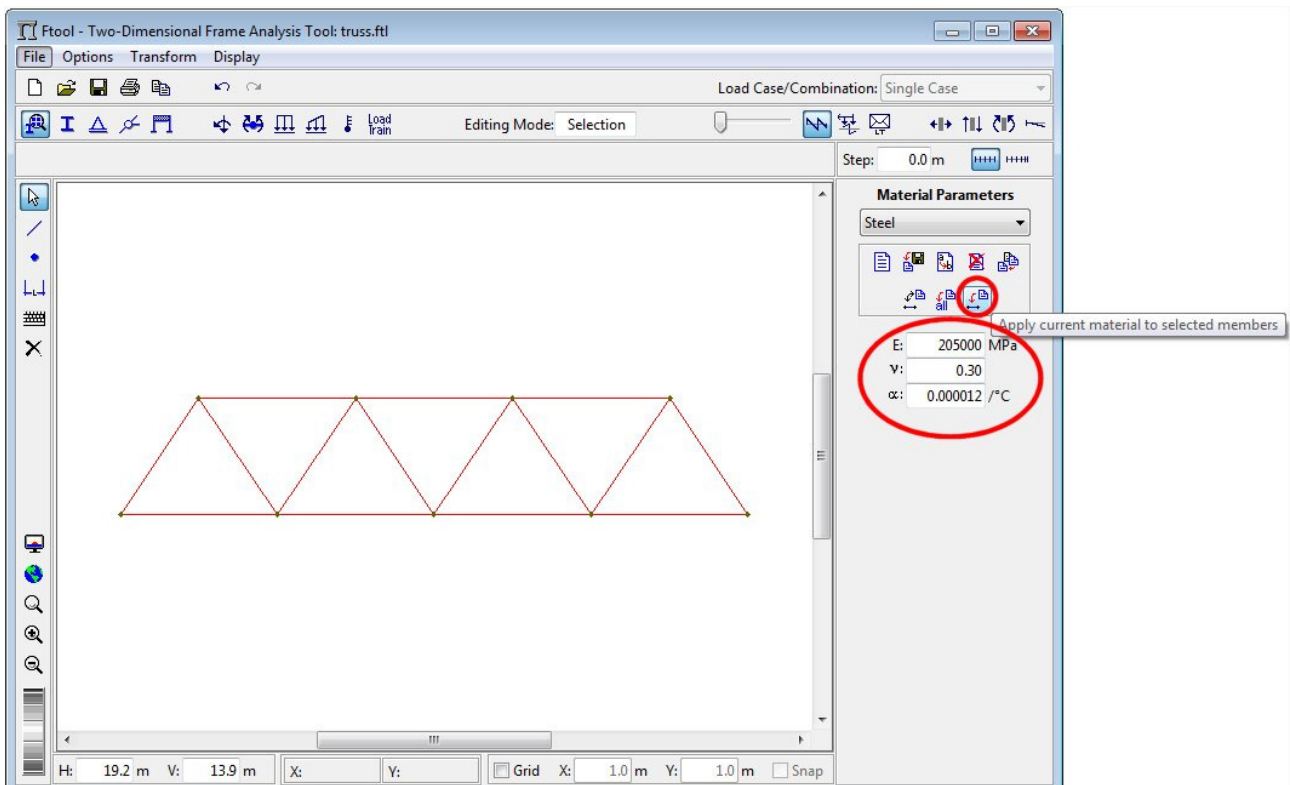 Ftool - Two-Dimensional Frame Analysis Tool: truss.ftl
File Options Transform Display
Load Case/Combination: Single Case
Load Train
Editing Mode: Selection
LT
Step: 0.0 m
Material Parameters
Steel
all
Apply current material to selected members
E: 205000 MPa
ν: 0.30
α: 0.000012 /°C
H: 19.2 m V: 13.9 m X: Y: Grid X: 1.0 m Y: 1.0 m Snap